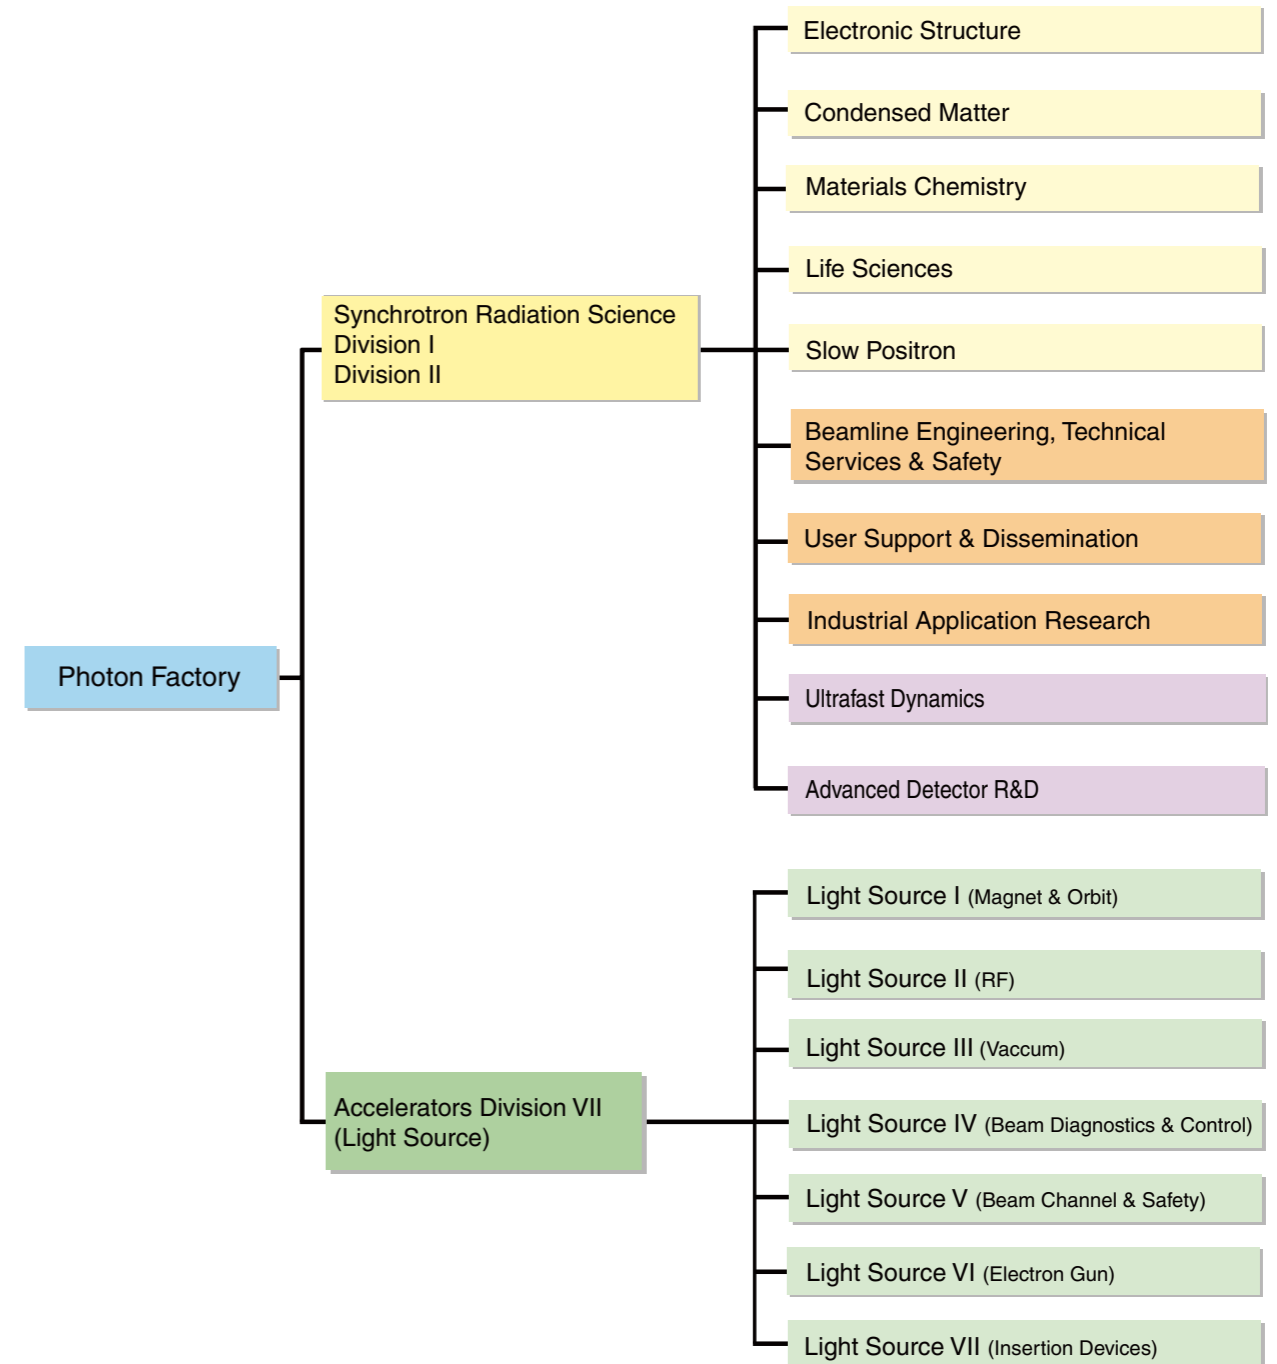 Electronic Structure
Condensed Matter
Materials Chemistry
Life Sciences
Synchrotron Radiation Science
Division I
Division II
Slow Positron
Beamline Engineering, Technical
Services & Safety
User Support & Dissemination
Industrial Application Research
Photon Factory
Ultrafast Dynamics
Advanced Detector R&D
Light Source I (Magnet & Orbit)
Light Source II (RF)
Light Source III (Vaccum)
Accelerators Division VII
(Light Source)
Light Source IV (Beam Diagnostics & Control)
Light Source V (Beam Channel & Safety)
Light Source VI (Electron Gun)
Light Source VII (Insertion Devices)